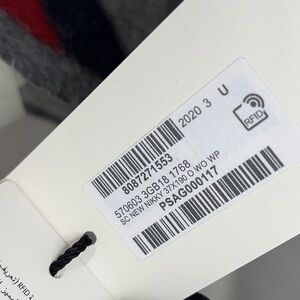 2020 3 U
RFID
8087271553
570603 3GB18 1768
SC NEW NIKKY 37X190 O WO WP
PSAG000117